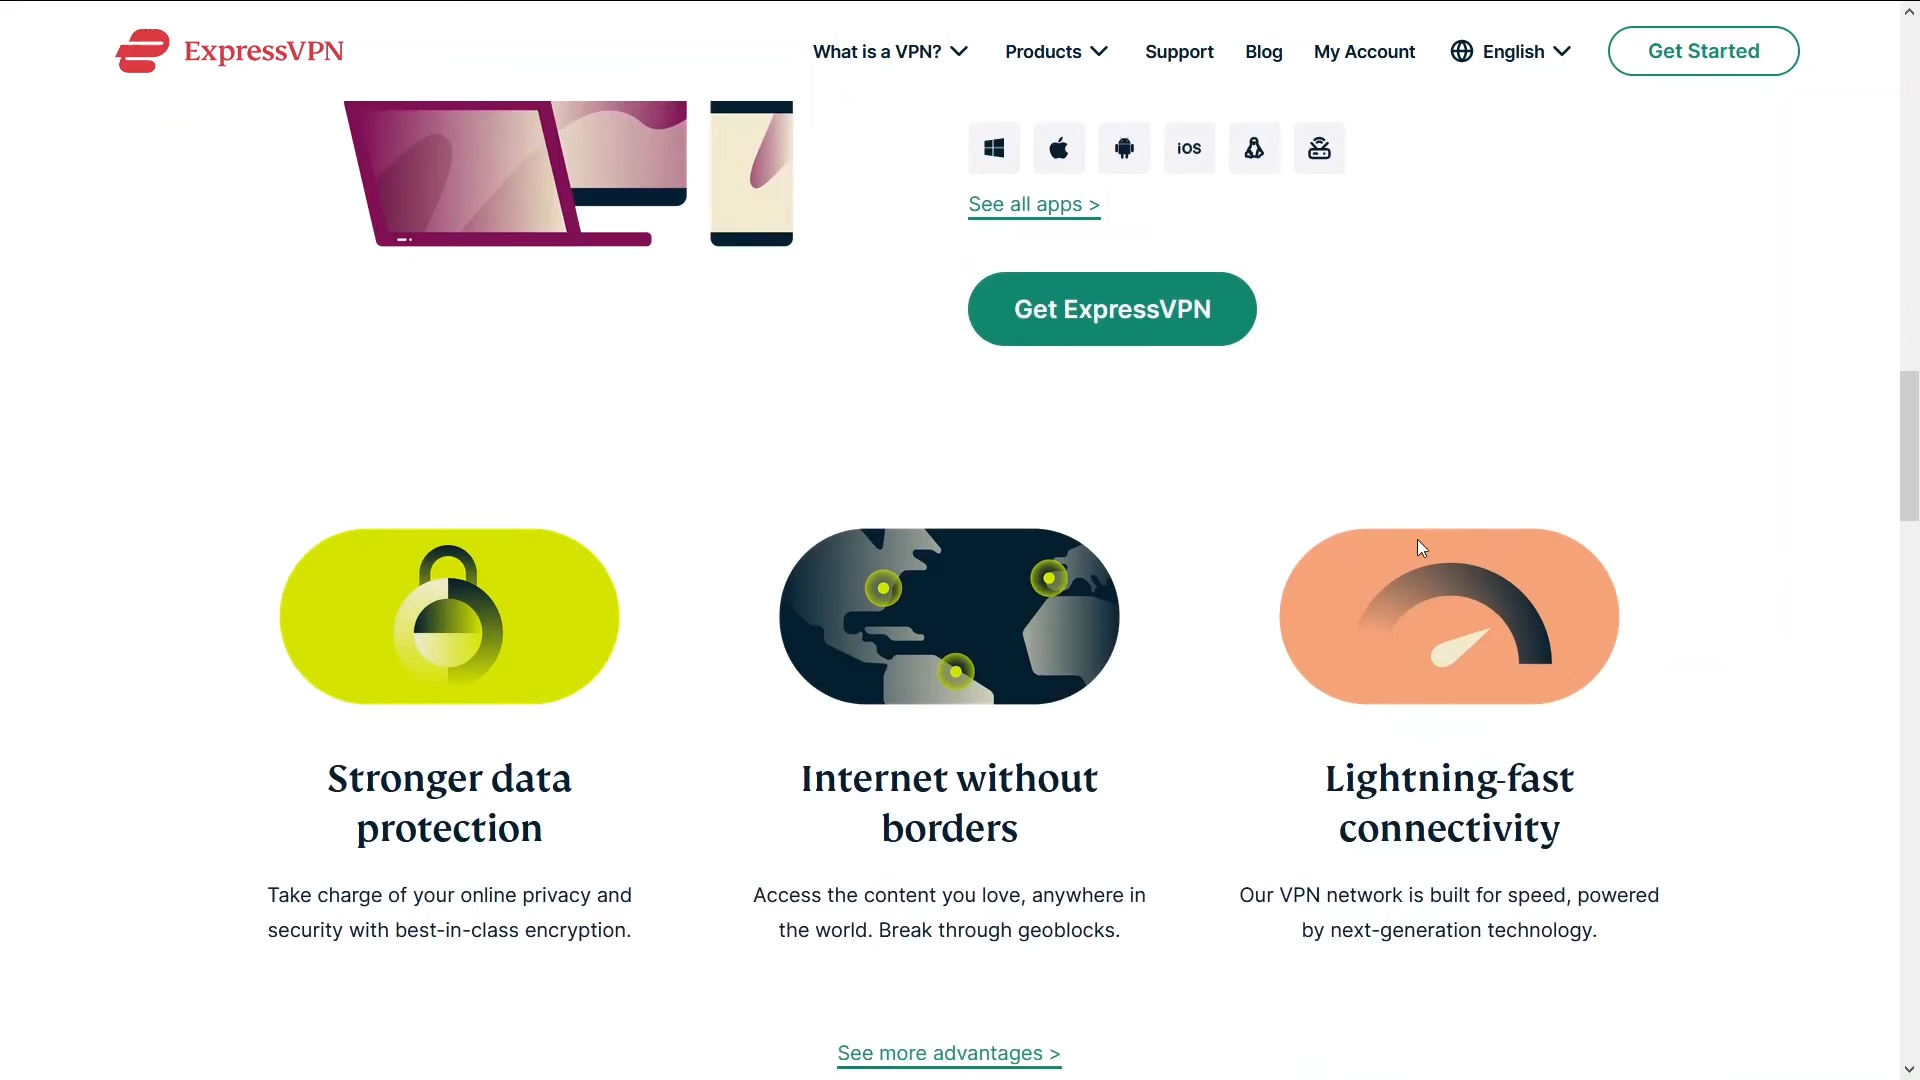 ExpressVPN
What is a VPN? Products Support Blog My Account English Get Started
iOS
See all apps >
Get ExpressVPN
Stronger data
protection
Take charge of your online privacy and
security with best-in-class encryption.
Internet without
borders
Access the content you love, anywhere in
the world. Break through geoblocks.
Lightning-fast
connectivity
Our VPN network is built for speed, powered
by next-generation technology.
See more advantages >